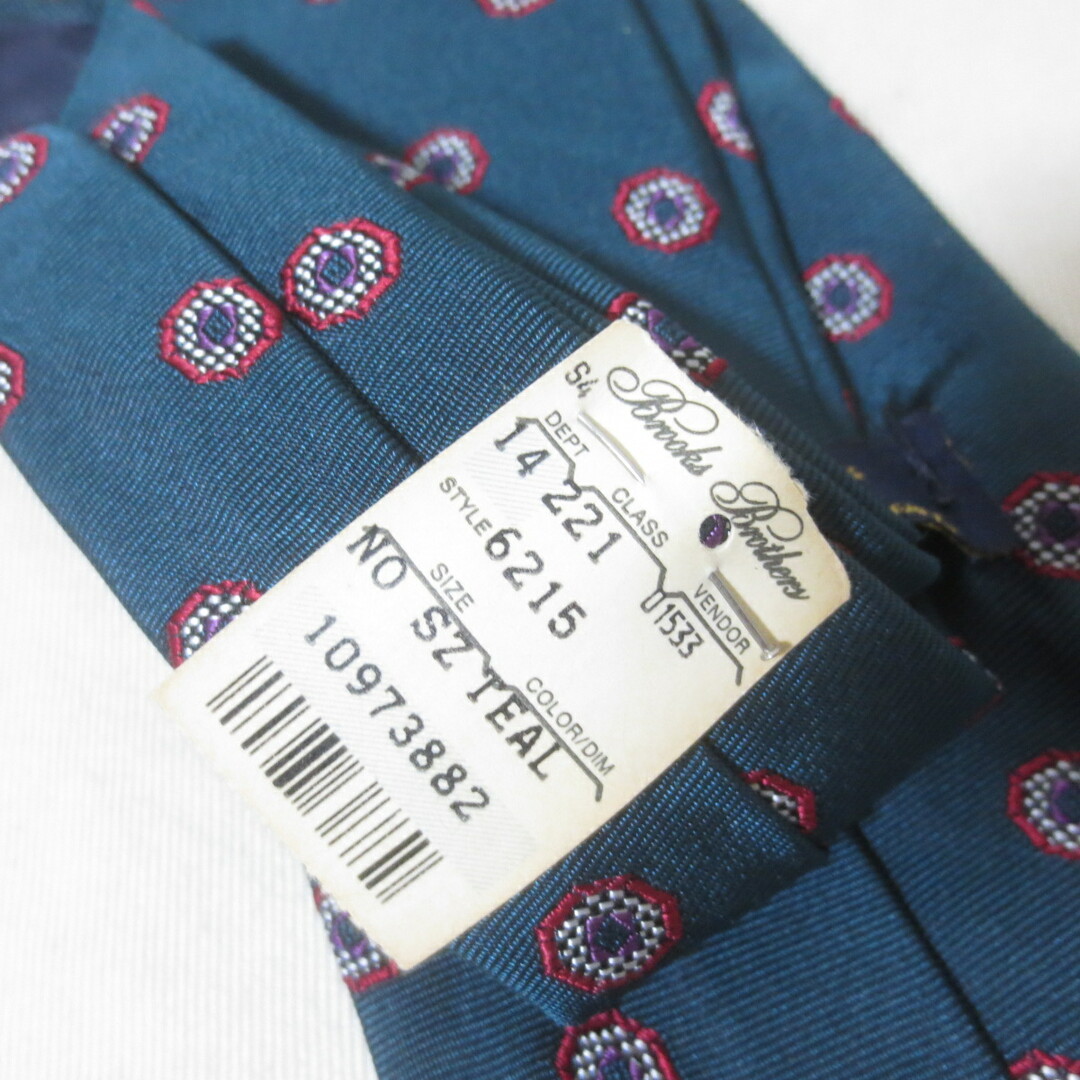 S4
Brooks Brothers
DEPT CLASS VENDOR
14 221 1533
STYLE 6215
SIZE COLOR/DIM
NO SZ TEAL
10973882